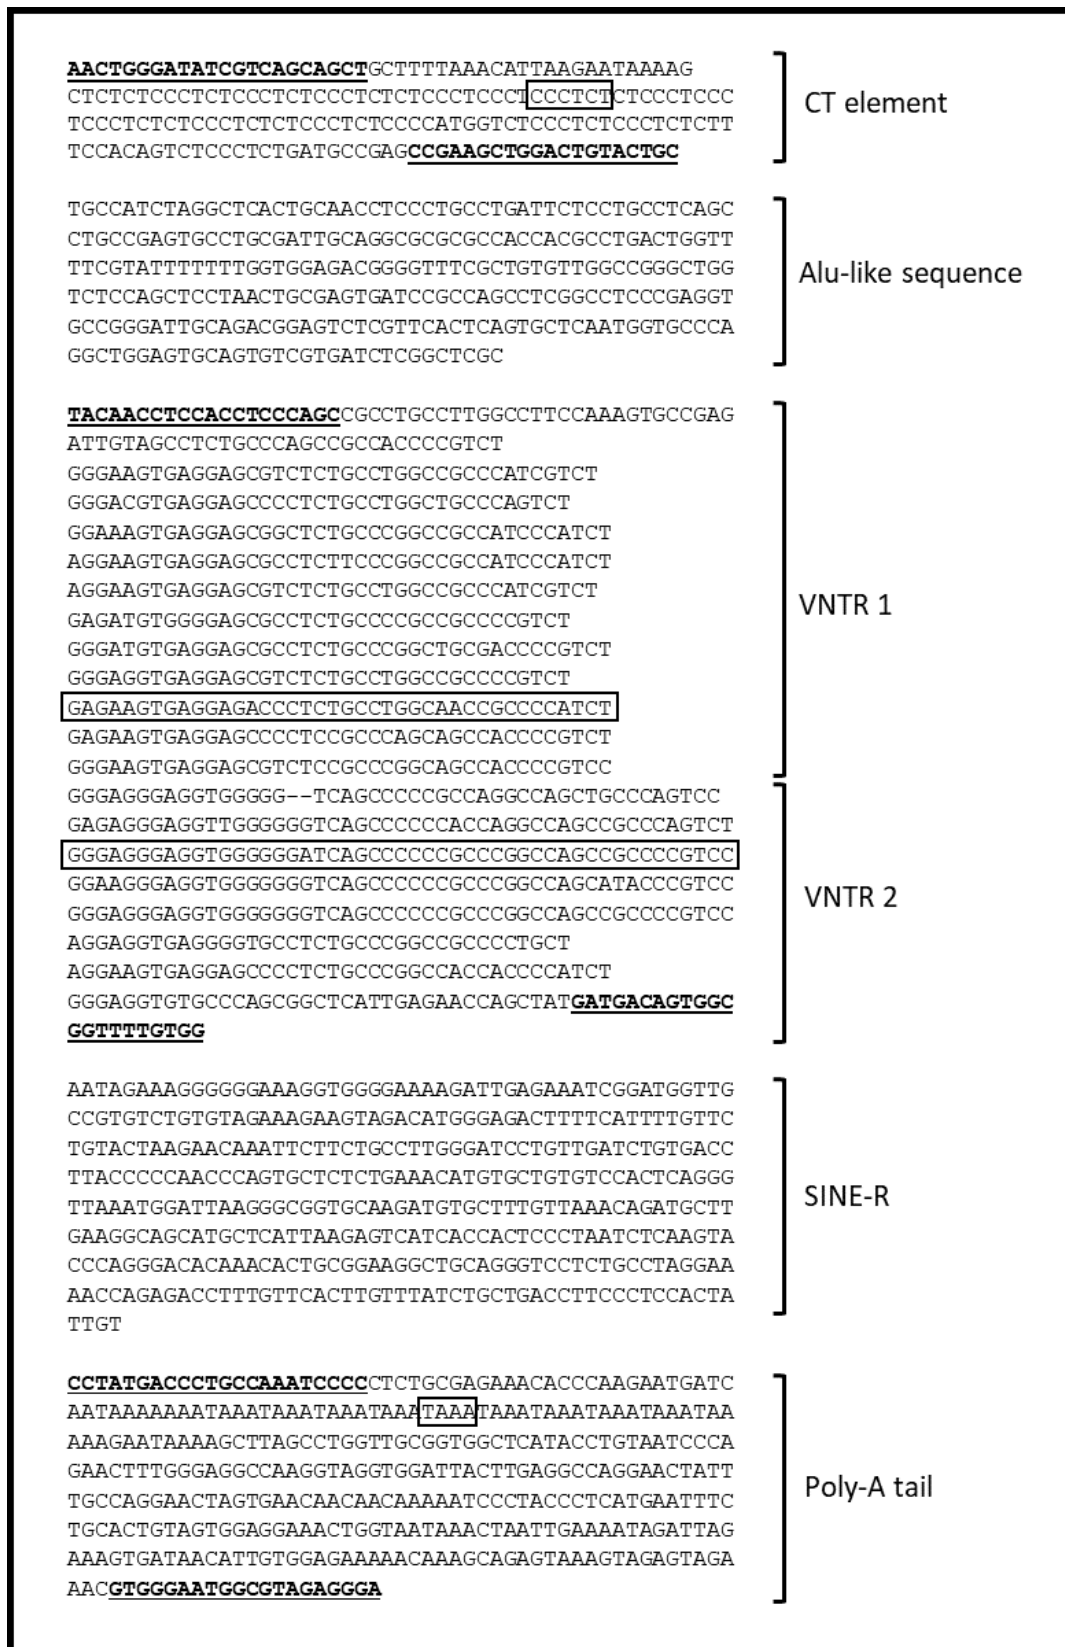 AACTGGGATATCGTCAGCAGCTGCTTTTAAACATTAAGAATAAAAG
CTCTCTCCCTCTCCCTCTCCCTCTCTCCCTCCCTCCCTCTCTCCCTCCC
TCCCTCTCTCCCTCTCTCCCTCTCCCCATGGTCTCCCTCTCCCTCTCTT
TCCACAGTCTCCCTCTGATGCCGAGCCGAAGCTGGACTGTACTGC
CT element
TGCCATCTAGGCTCACTGCAACCTCCCTGCCTGATTCTCCTGCCTCAGC
CTGCCGAGTGCCTGCGATTGCAGGCGCGCGCCACCACGCCTGACTGGTT
TTCGTATTTTTTTGGTGGAGACGGGGTTTCGCTGTGTTGGCCGGGCTGG
TCTCCAGCTCCTAACTGCGAGTGATCCGCCAGCCTCGGCCTCCCGAGGT
GCCGGGATTGCAGACGGAGTCTCGTTCACTCAGTGCTCAATGGTGCCCA
GGCTGGAGTGCAGTGTCGTGATCTCGGCTCGC
Alu-like sequence
TACAACCTCCACCTCCCAGCCGCCTGCCTTGGCCTTCCAAAGTGCCGAG
ATTGTAGCCTCTGCCCAGCCGCCACCCCGTCT
GGGAAGTGAGGAGCGTCTCTGCCTGGCCGCCCATCGTCT
GGGACGTGAGGAGCCCCTCTGCCTGGCTGCCCAGTCT
GGAAAGTGAGGAGCGGCTCTGCCCGGCCGCCATCCCATCT
AGGAAGTGAGGAGCGCCTCTTCCCGGCCGCCATCCCATCT
AGGAAGTGAGGAGCGTCTCTGCCTGGCCGCCCATCGTCT
GAGATGTGGGGAGCGCCTCTGCCCCGCCGCCCCGTCT
GGGATGTGAGGAGCGCCTCTGCCCGGCTGCGACCCCGTCT
GGGAGGTGAGGAGCGTCTCTGCCTGGCCGCCCCGTCT
GAGAAGTGAGGAGACCCTCTGCCTGGCAACCGCCCCATCT
GAGAAGTGAGGAGCCCCTCCGCCCAGCAGCCACCCCGTCT
GGGAAGTGAGGAGCGTCTCCGCCCGGCAGCCACCCCGTCC
VNTR 1
GGGAGGGAGGTGGGGG--TCAGCCCCCGCCAGGCCAGCTGCCCAGTCC
GAGAGGGAGGTTGGGGGGTCAGCCCCCCACCAGGCCAGCCGCCCAGTCT
GGGAGGGAGGTGGGGGGATCAGCCCCCCGCCCGGCCAGCCGCCCCGTCC
GGAAGGGAGGTGGGGGGGTCAGCCCCCCGCCCGGCCAGCATACCCGTCC
GGGAGGGAGGTGGGGGGGTCAGCCCCCCGCCCGGCCAGCCGCCCCGTCC
AGGAGGTGAGGGGTGCCTCTGCCCGGCCGCCCCTGCT
AGGAAGTGAGGAGCCCCTCTGCCCGGCCACCACCCCATCT
GGGAGGTGTGCCCAGCGGCTCATTGAGAACCAGCTATGATGACAGTGGC
GGTTTTGTGG
VNTR 2
AATAGAAAGGGGGGAAAGGTGGGGAAAAGATTGAGAAATCGGATGGTTG
CCGTGTCTGTGTAGAAAGAAGTAGACATGGGAGACTTTTCATTTTGTTC
TGTACTAAGAACAAATTCTTCTGCCTTGGGATCCTGTTGATCTGTGACC
TTACCCCCAACCCAGTGCTCTCTGAAACATGTGCTGTGTCCACTCAGGG
TTAAATGGATTAAGGGCGGTGCAAGATGTGCTTTGTTAAACAGATGCTT
GAAGGCAGCATGCTCATTAAGAGTCATCACCACTCCCTAATCTCAAGTA
CCCAGGGACACAAACACTGCGGAAGGCTGCAGGGTCCTCTGCCTAGGAA
AACCAGAGACCTTTGTTCACTTGTTTATCTGCTGACCTTCCCTCCACTA
TTGT
SINE-R
CCTATGACCCTGCCAAATCCCCCTCTGCGAGAAACACCCAAGAATGATC
AATAAAAAAATAAATAAATAAATAAATAAATAAATAAATAAATAAATAA
AAAGAATAAAAGCTTAGCCTGGTTGCGGTGGCTCATACCTGTAATCCCA
GAACTTTGGGAGGCCAAGGTAGGTGGATTACTTGAGGCCAGGAACTATT
TGCCAGGAACTAGTGAACAACAACAAAAATCCCTACCCTCATGAATTTC
TGCACTGTAGTGGAGGAAACTGGTAATAAACTAATTGAAAATAGATTAG
AAAGTGATAACATTGTGGAGAAAAACAAAGCAGAGTAAAGTAGAGTAGA
AACGTGGGAATGGCGTAGAGGGA
Poly-A tail